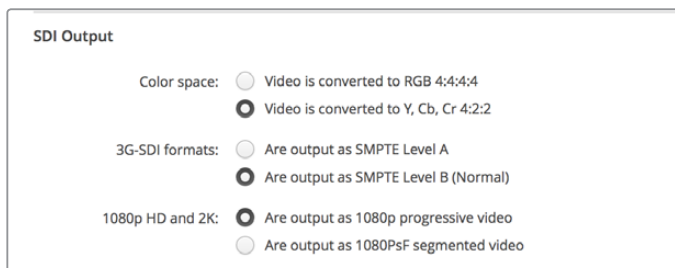 SDI Output
Color space: Video is converted to RGB 4:4:4:4
Video is converted to Y, Cb, Cr 4:2:2
3G-SDI formats: Are output as SMPTE Level A
Are output as SMPTE Level B (Normal)
1080p HD and 2K: Are output as 1080p progressive video
Are output as 1080PsF segmented video